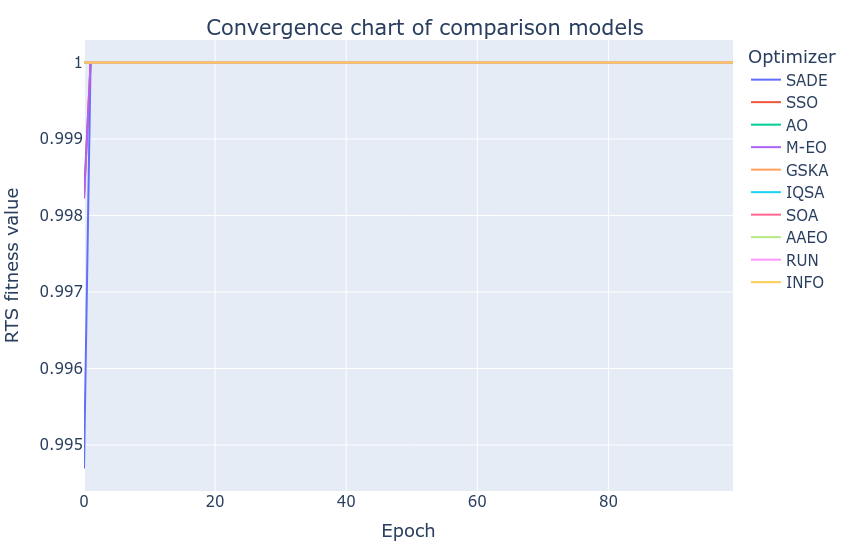 Convergence chart of comparison models
RTS fitness value
1
0.999
0.998
0.997
0.996
0.995
0
20
40
60
80
Epoch
Optimizer
SADE
SSO
AO
M-EO
GSKA
IQSA
SOA
AAEO
RUN
INFO